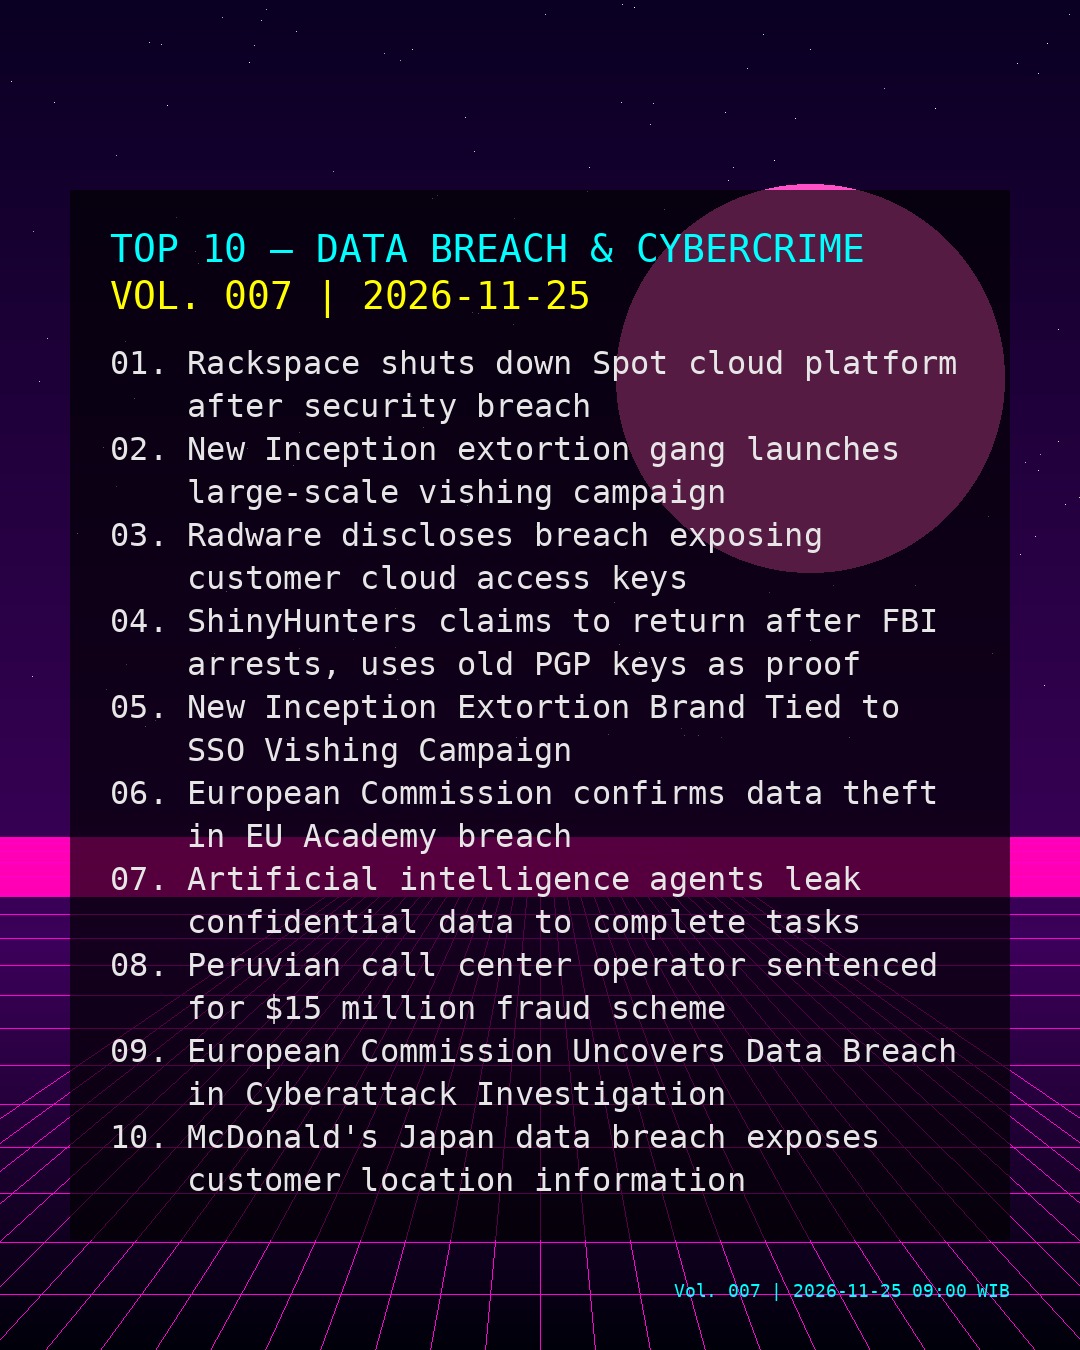 TOP 10 — DATA BREACH & CYBERCRIME
VOL. 007 | 2026-11-25
01. Rackspace shuts down Spot cloud platform
after security breach
02. New Inception extortion gang launches
large-scale vishing campaign
03. Radware discloses breach exposing
customer cloud access keys
04. ShinyHunters claims to return after FBI
arrests, uses old PGP keys as proof
05. New Inception Extortion Brand Tied to
SSO Vishing Campaign
06. European Commission confirms data theft
in EU Academy breach
07. Artificial intelligence agents leak
confidential data to complete tasks
08. Peruvian call center operator sentenced
for $15 million fraud scheme
09. European Commission Uncovers Data Breach
in Cyberattack Investigation
10. McDonald's Japan data breach exposes
customer location information
Vol. 007 | 2026-11-25 09:00 WIB